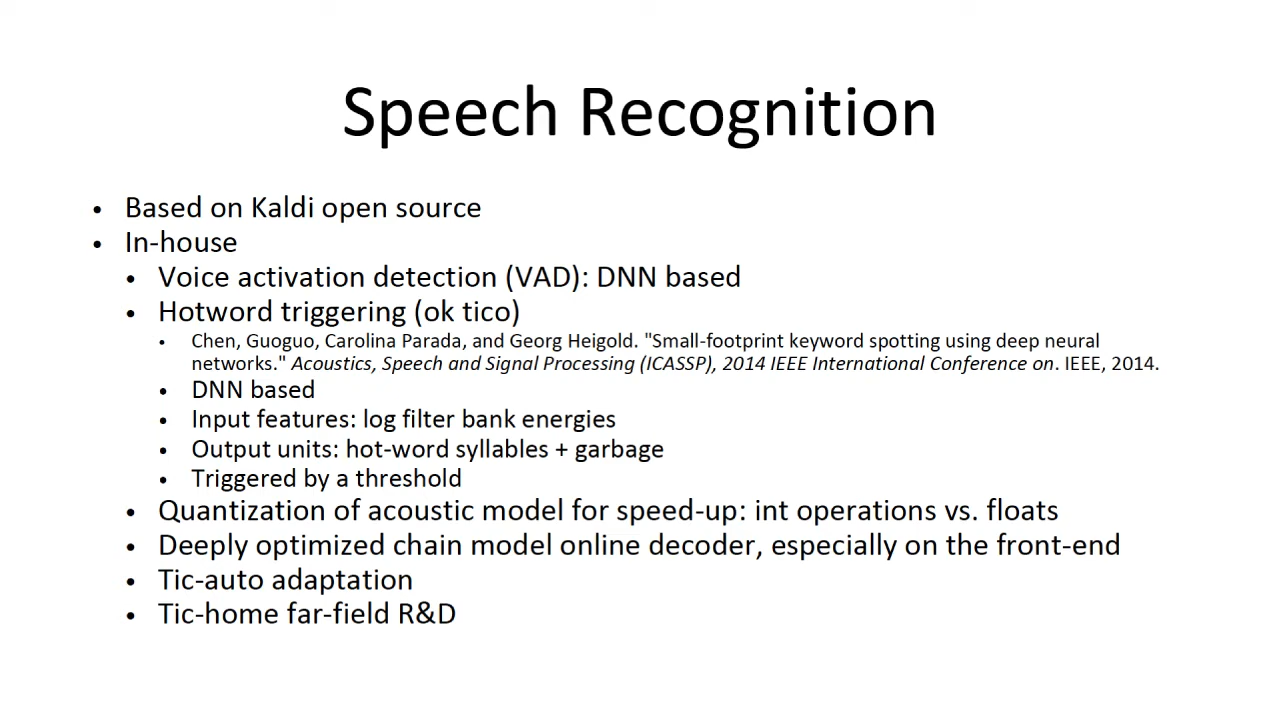 Speech Recognition
• Based on Kaldi open source
• In-house
• Voice activation detection (VAD): DNN based
• Hotword triggering (ok tico)
• Chen, Guoguo, Carolina Parada, and Georg Heigold. "Small-footprint keyword spotting using deep neural
networks." Acoustics, Speech and Signal Processing (ICASSP), 2014 IEEE International Conference on. IEEE, 2014.
• DNN based
• Input features: log filter bank energies
• Output units: hot-word syllables + garbage
• Triggered by a threshold
• Quantization of acoustic model for speed-up: int operations vs. floats
• Deeply optimized chain model online decoder, especially on the front-end
• Tic-auto adaptation
• Tic-home far-field R&D